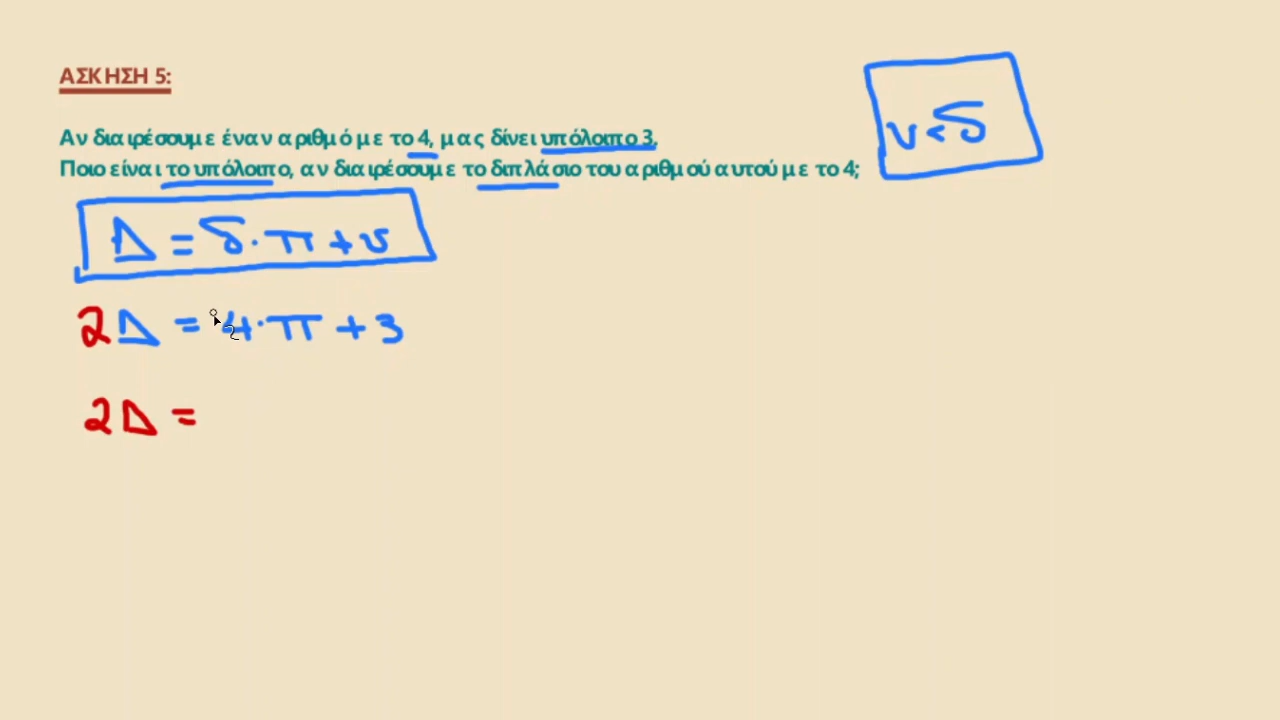 ΑΣΚΗΣΗ 5:
υ<δ
Αν διαιρέσουμε έναν αριθμό με το 4, μας δίνει υπόλοιπο 3.
Ποιο είναι το υπόλοιπο, αν διαιρέσουμε το διπλάσιο του αριθμού αυτού με το 4;
Δ = δ·π+υ
2Δ = 4·π+3
2Δ =